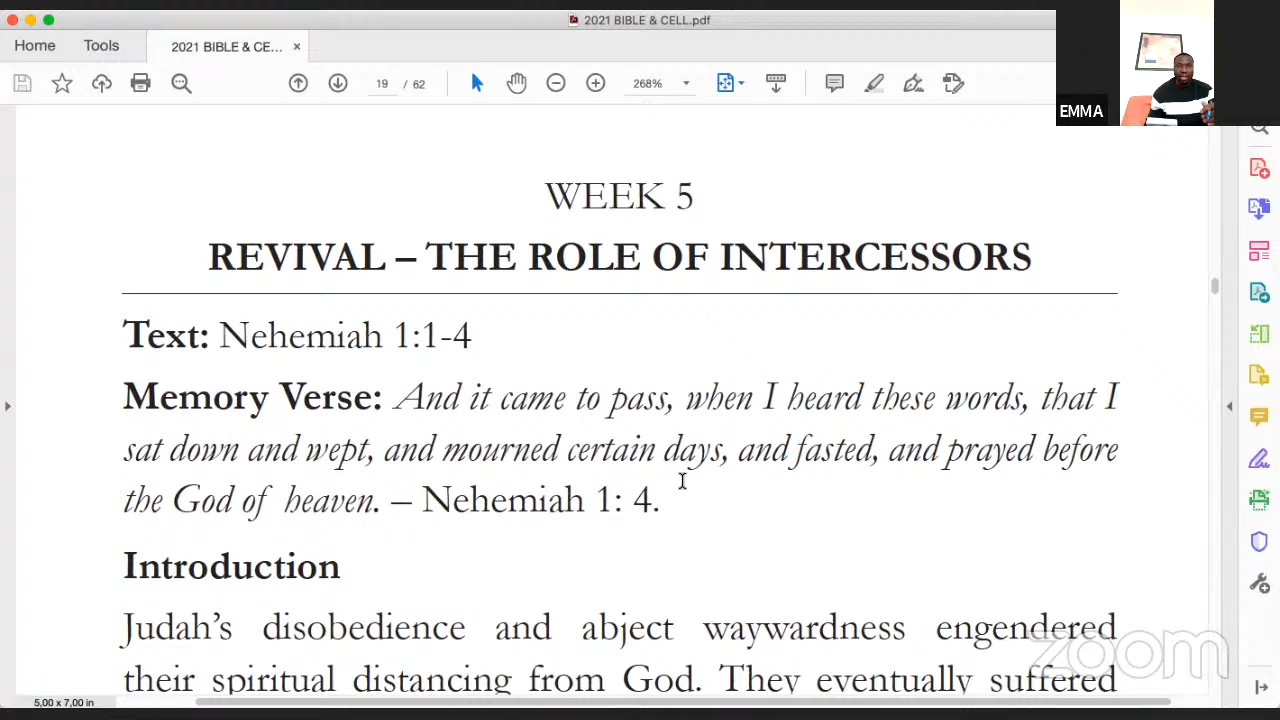 2021 BIBLE & CELL.pdf
Home Tools 2021 BIBLE & CE... ×
19 / 62 268%
EMMA
WEEK 5
REVIVAL – THE ROLE OF INTERCESSORS
Text: Nehemiah 1:1-4
Memory Verse: And it came to pass, when I heard these words, that I
sat down and wept, and mourned certain days, and fasted, and prayed before
the God of heaven. – Nehemiah 1: 4.
Introduction
Judah's disobedience and abject waywardness engendered
their spiritual distancing from God. They eventually suffered
zoom
5,00 x 7,00 in